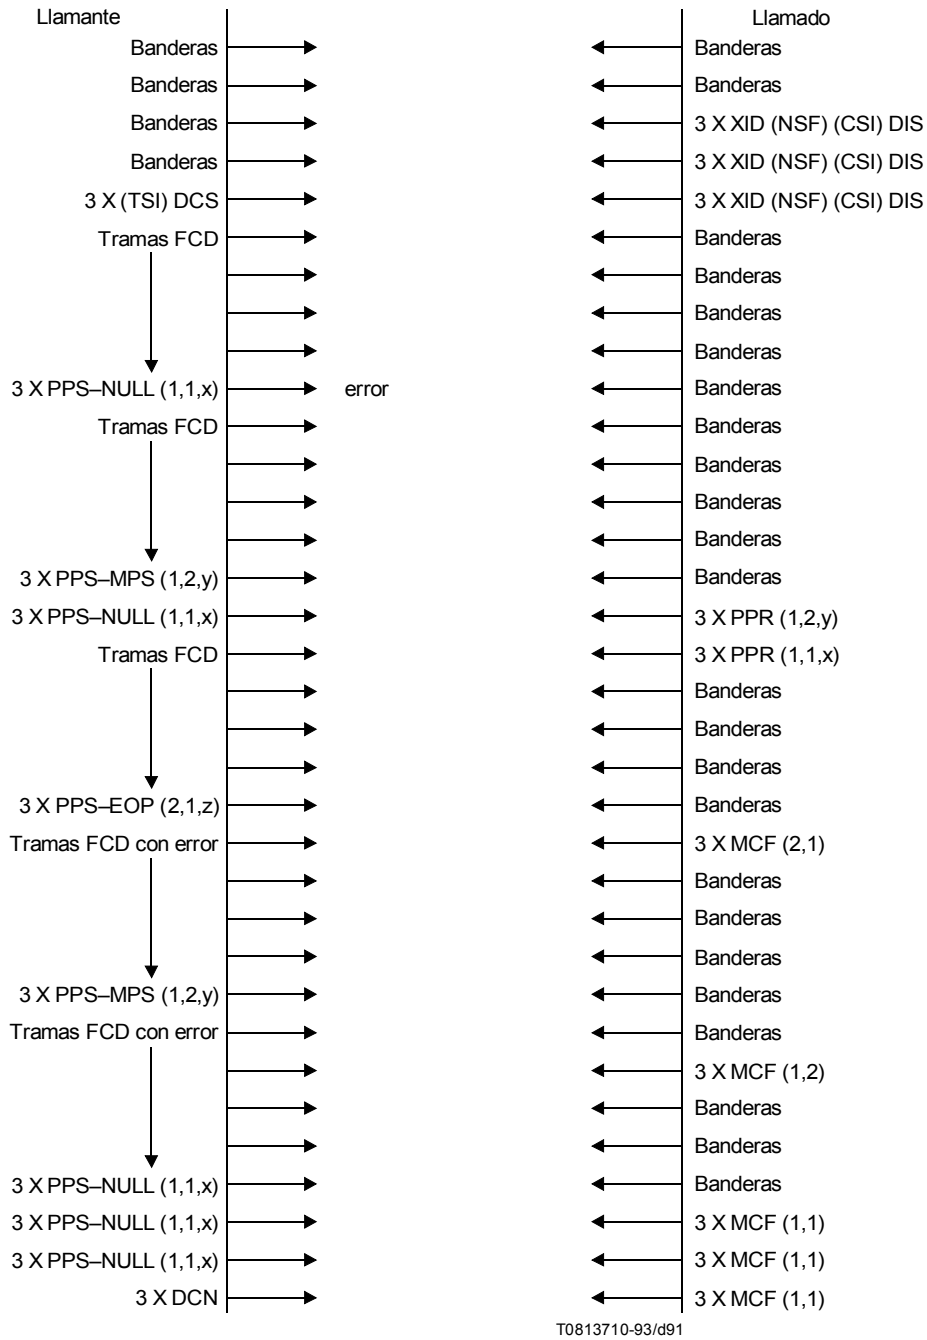 Llamante Llamado
Banderas Banderas
Banderas Banderas
Banderas 3 X XID (NSF) (CSI) DIS
Banderas 3 X XID (NSF) (CSI) DIS
3 X (TSI) DCS 3 X XID (NSF) (CSI) DIS
Tramas FCD Banderas
Banderas
Banderas
Banderas
3 X PPS–NULL (1,1,x) error Banderas
Tramas FCD Banderas
Banderas
Banderas
Banderas
3 X PPS–MPS (1,2,y) Banderas
3 X PPS–NULL (1,1,x) 3 X PPR (1,2,y)
Tramas FCD 3 X PPR (1,1,x)
Banderas
Banderas
Banderas
3 X PPS–EOP (2,1,z) Banderas
Tramas FCD con error 3 X MCF (2,1)
Banderas
Banderas
Banderas
3 X PPS–MPS (1,2,y) Banderas
Tramas FCD con error Banderas
3 X MCF (1,2)
Banderas
Banderas
3 X PPS–NULL (1,1,x) Banderas
3 X PPS–NULL (1,1,x) 3 X MCF (1,1)
3 X PPS–NULL (1,1,x) 3 X MCF (1,1)
3 X DCN 3 X MCF (1,1)
T0813710-93/d91